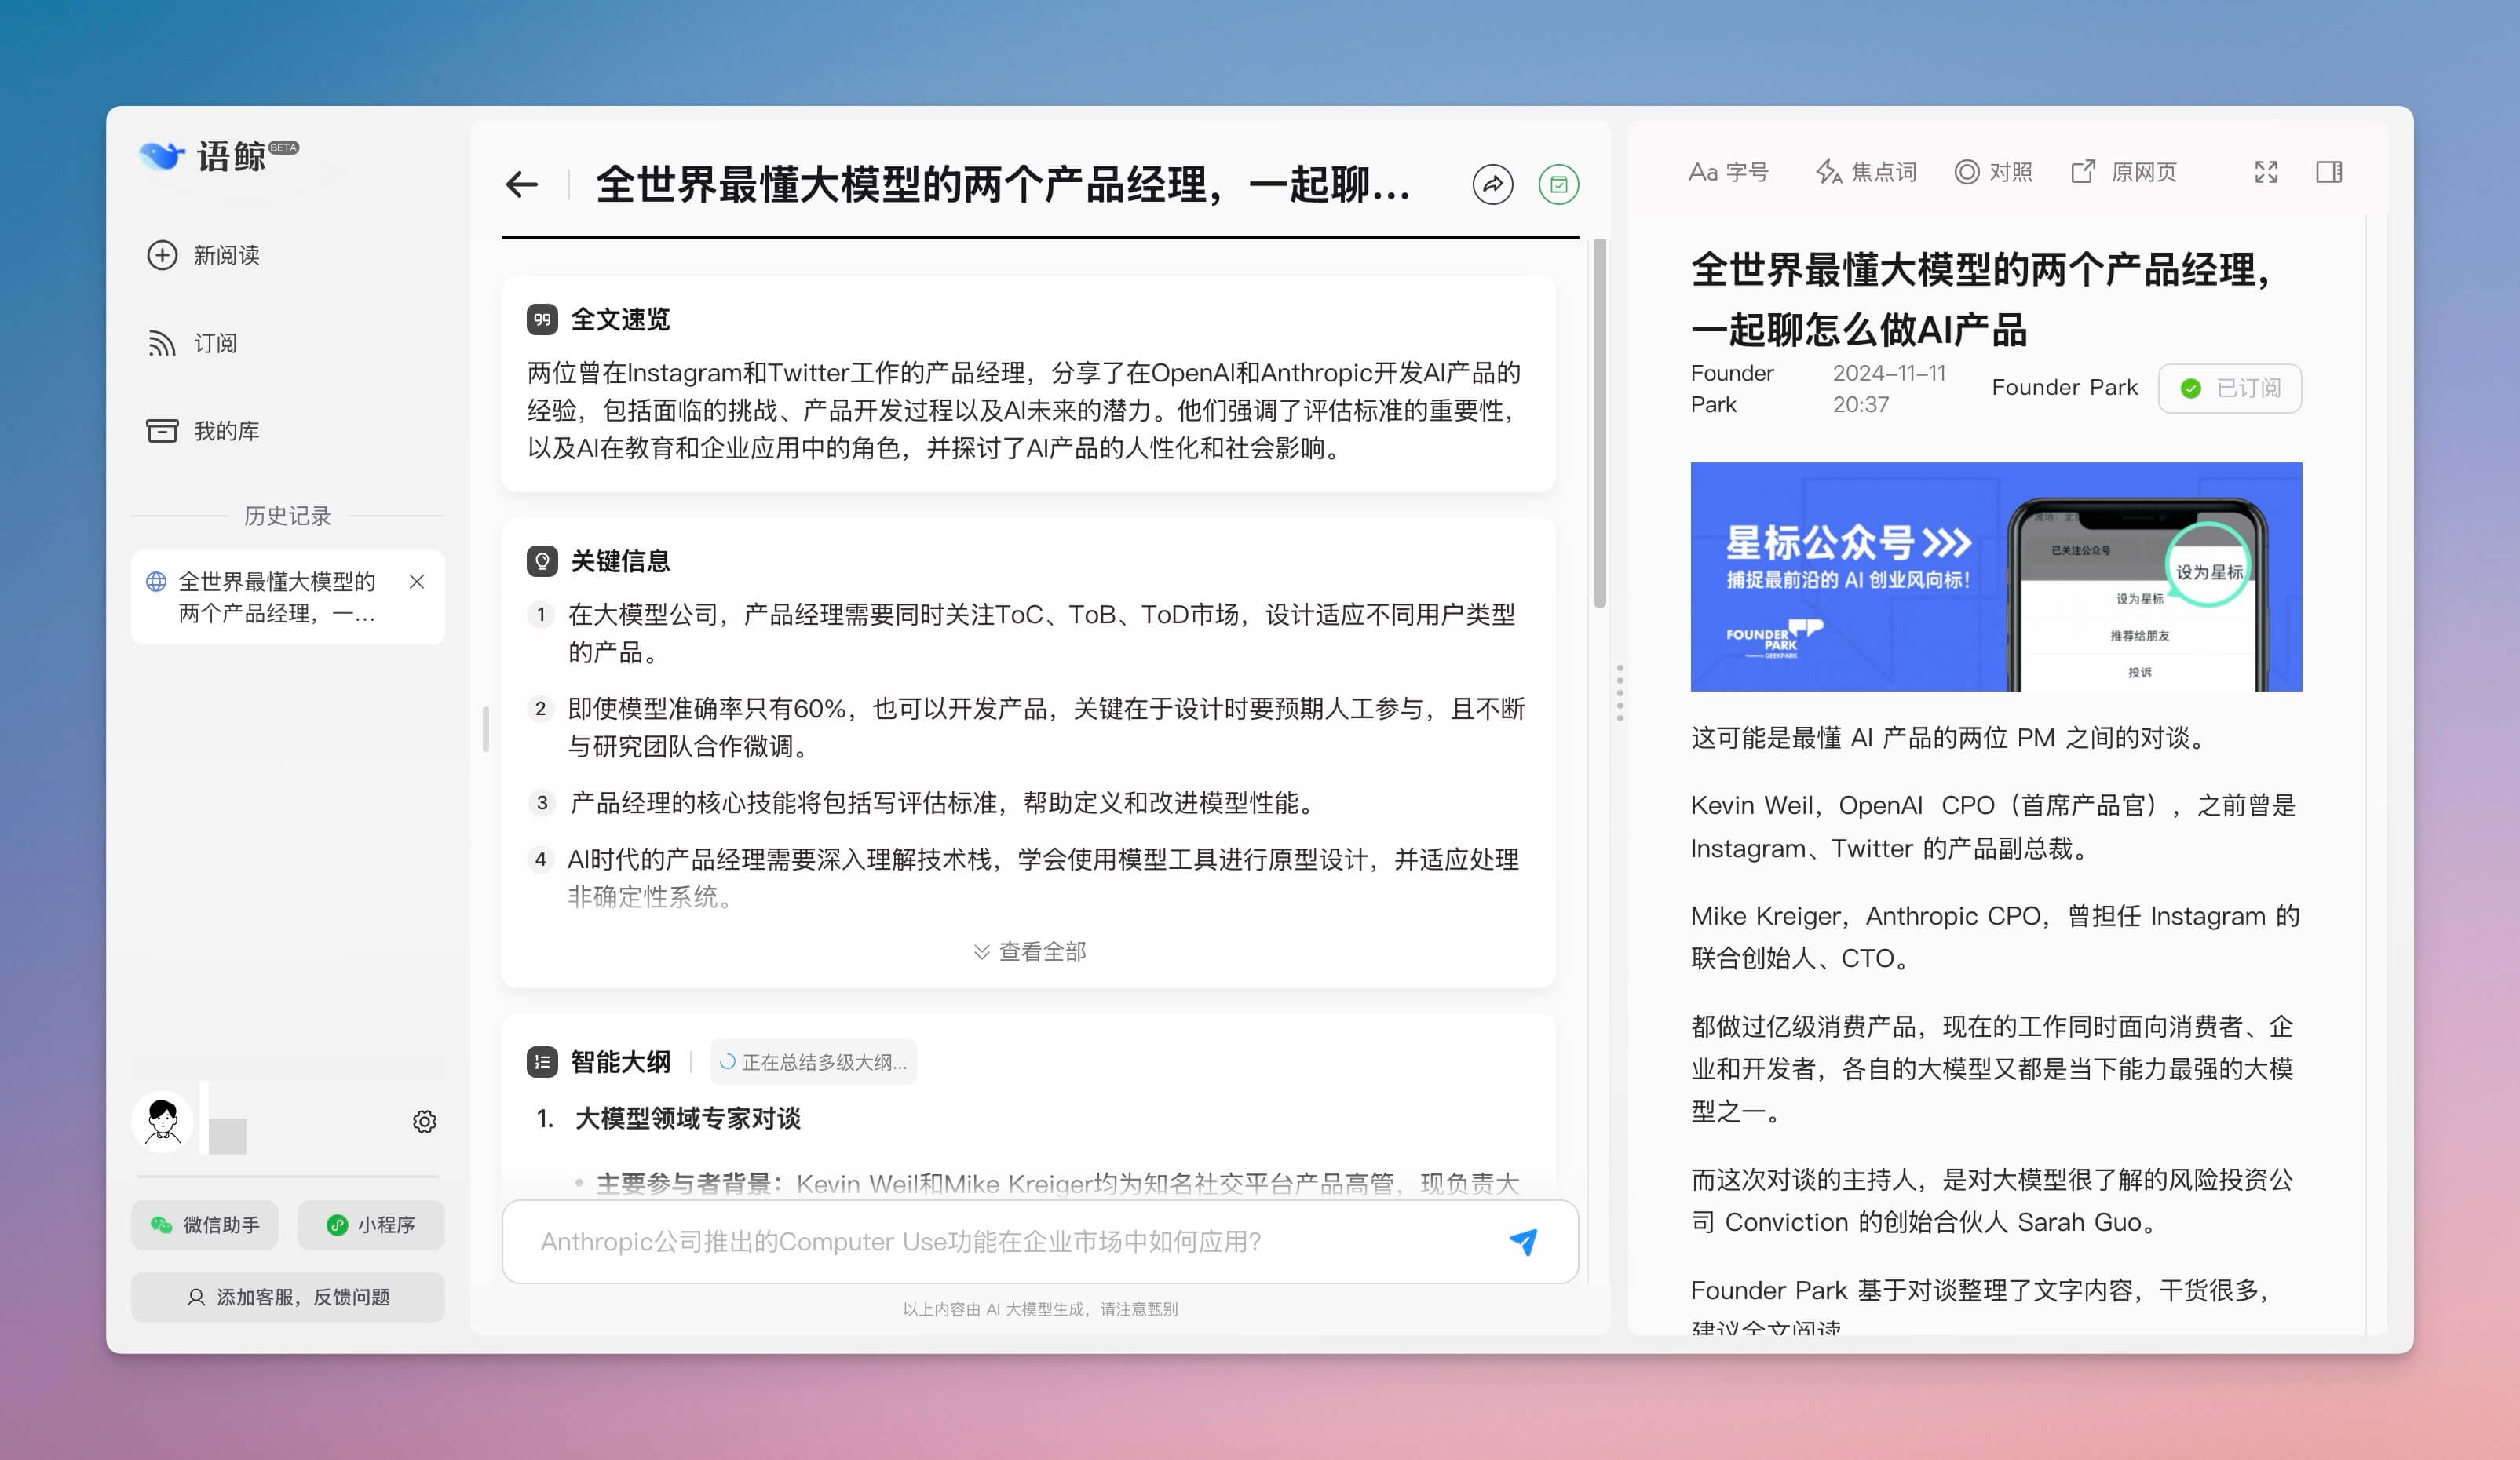 语鲸 BETA
新阅读
订阅
我的库
历史记录
全世界最懂大模型的
两个产品经理，一...
微信助手
小程序
添加客服，反馈问题
全世界最懂大模型的两个产品经理，一起聊...
全文速览
两位曾在Instagram和Twitter工作的产品经理，分享了在OpenAI和Anthropic开发AI产品的
经验，包括面临的挑战、产品开发过程以及AI未来的潜力。他们强调了评估标准的重要性，
以及AI在教育和企业应用中的角色，并探讨了AI产品的人性化和社会影响。
关键信息
1 在大模型公司，产品经理需要同时关注ToC、ToB、ToD市场，设计适应不同用户类型
的产品。
2 即使模型准确率只有60%，也可以开发产品，关键在于设计时要预期人工参与，且不断
与研究团队合作微调。
3 产品经理的核心技能将包括写评估标准，帮助定义和改进模型性能。
4 AI时代的产品经理需要深入理解技术栈，学会使用模型工具进行原型设计，并适应处理
非确定性系统。
查看全部
智能大纲 正在总结多级大纲...
1. 大模型领域专家对谈
主要参与者背景：Kevin Weil和Mike Kreiger均为知名社交平台产品高管，现负责大
Anthropic公司推出的Computer Use功能在企业市场中如何应用?
以上内容由 AI 大模型生成，请注意甄别
Aa 字号 焦点词 对照 原网页
全世界最懂大模型的两个产品经理，
一起聊怎么做AI产品
Founder Park 2024-11-11 20:37 Founder Park 已订阅
星标公众号
捕捉最前沿的 AI 创业风向标！
FOUNDER PARK
GEEKPARK
已关注公众号
设为星标
设为星标
推荐给朋友
投诉
这可能是最懂 AI 产品的两位 PM 之间的对谈。
Kevin Weil，OpenAI CPO（首席产品官），之前曾是
Instagram、Twitter 的产品副总裁。
Mike Kreiger，Anthropic CPO，曾担任 Instagram 的
联合创始人、CTO。
都做过亿级消费产品，现在的工作同时面向消费者、企
业和开发者，各自的大模型又都是当下能力最强的大模
型之一。
而这次对谈的主持人，是对大模型很了解的风险投资公
司 Conviction 的创始合伙人 Sarah Guo。
Founder Park 基于对谈整理了文字内容，干货很多，
建议全文阅读